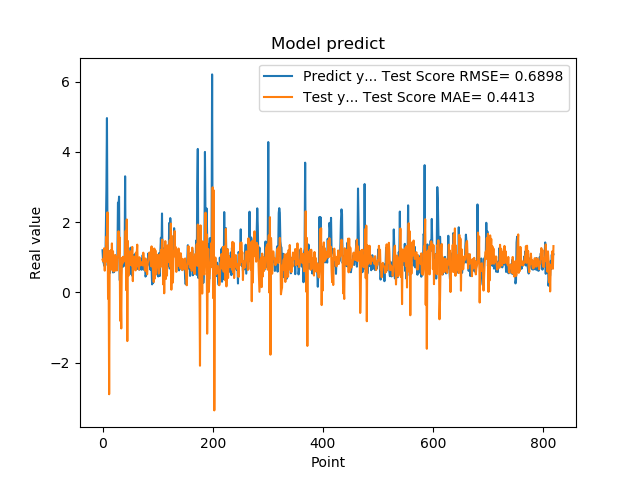 Model predict
Predict y... Test Score RMSE= 0.6898
Test y... Test Score MAE= 0.4413
Real value
6
4
2
0
−2
0 200 400 600 800
Point